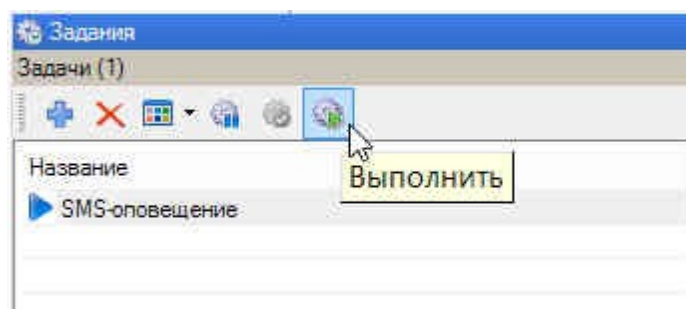 Задания
Задачи (1)
Выполнить
Название
SMS-оповещение